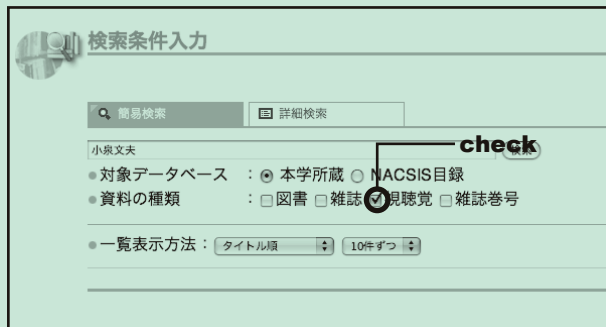 検索条件入力
簡易検索 詳細検索
小泉文夫 check 検索
対象データベース : 本学所蔵 NACSIS目録
資料の種類 : 図書 雑誌 視聴覚 雑誌巻号
一覧表示方法 : タイトル順 10件ずつ